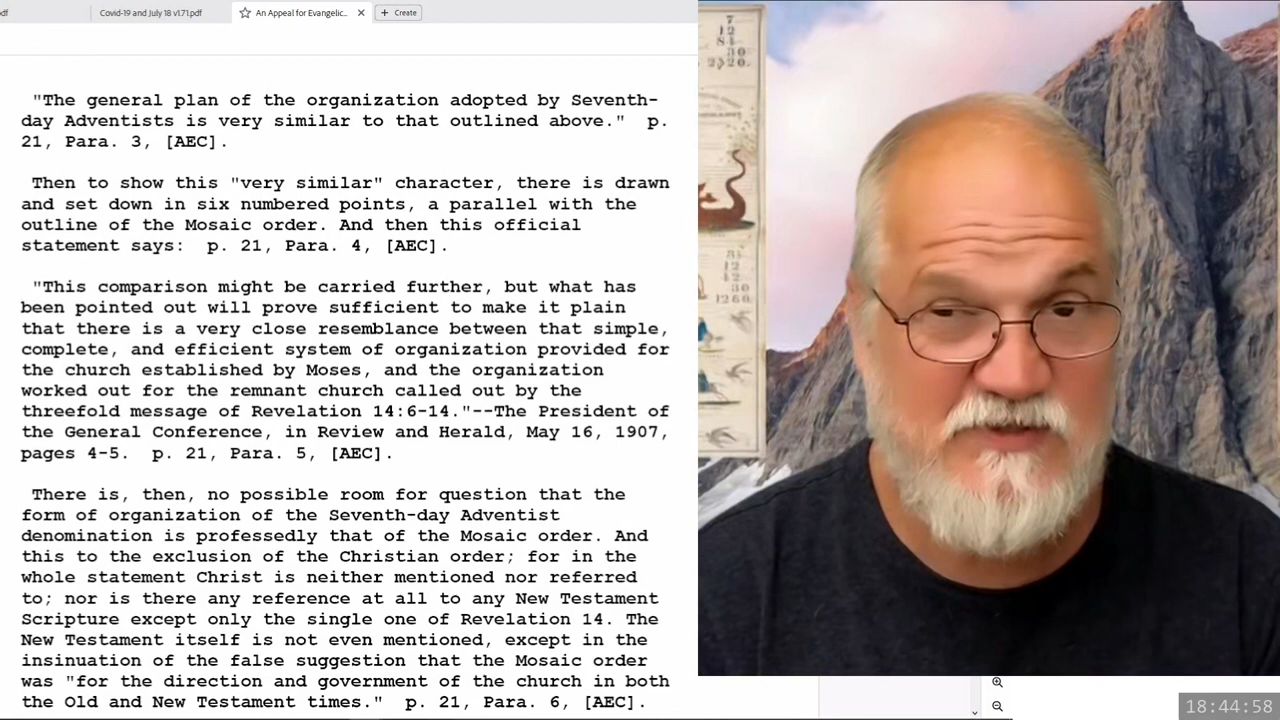 df
Covid-19 and July 18 v1.71.pdf
An Appeal for Evangelic...
Create
"The general plan of the organization adopted by Seventh-
day Adventists is very similar to that outlined above." p.
21, Para. 3, [AEC].
Then to show this "very similar" character, there is drawn
and set down in six numbered points, a parallel with the
outline of the Mosaic order. And then this official
statement says: p. 21, Para. 4, [AEC].
"This comparison might be carried further, but what has
been pointed out will prove sufficient to make it plain
that there is a very close resemblance between that simple,
complete, and efficient system of organization provided for
the church established by Moses, and the organization
worked out for the remnant church called out by the
threefold message of Revelation 14:6-14."--The President of
the General Conference, in Review and Herald, May 16, 1907,
pages 4-5. p. 21, Para. 5, [AEC].
There is, then, no possible room for question that the
form of organization of the Seventh-day Adventist
denomination is professedly that of the Mosaic order. And
this to the exclusion of the Christian order; for in the
whole statement Christ is neither mentioned nor referred
to; nor is there any reference at all to any New Testament
Scripture except only the single one of Revelation 14. The
New Testament itself is not even mentioned, except in the
insinuation of the false suggestion that the Mosaic order
was "for the direction and government of the church in both
the Old and New Testament times." p. 21, Para. 6, [AEC].
7
12
30
2520.
12
30
1260.
18:44:58